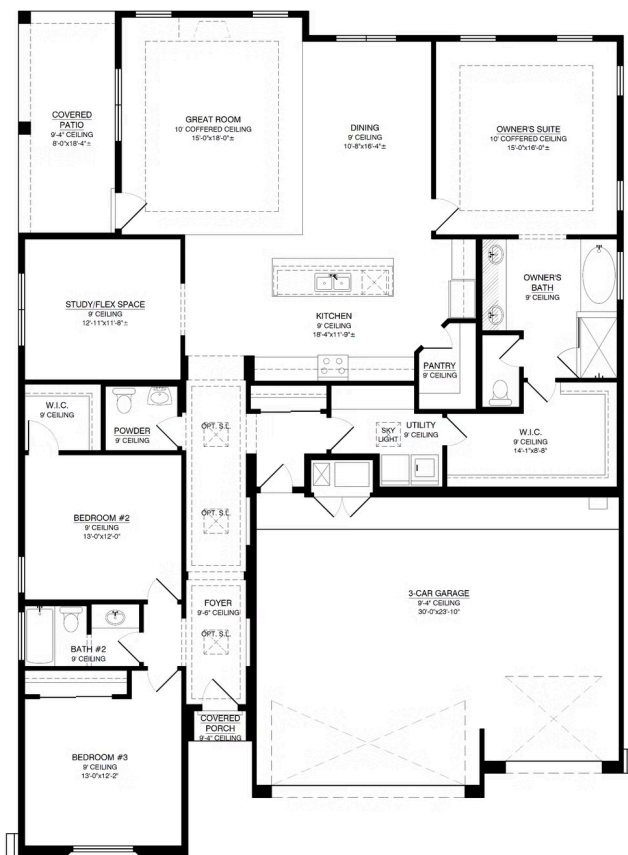 COVERED
PATIO
9'-4" CEILING
8'-0"x18'-4"±
GREAT ROOM
10' COFFERED CEILING
15'-0"x18'-0"±
DINING
9' CEILING
10'-8"x16'-4"±
OWNER'S SUITE
10' COFFERED CEILING
15'-0"x16'-0"±
STUDY/FLEX SPACE
9' CEILING
12'-11"x11'-8"±
KITCHEN
9' CEILING
18'-4"x11'-9"±
OWNER'S
BATH
9' CEILING
PANTRY
9' CEILING
W.I.C.
9' CEILING
POWDER
9' CEILING
OPT. S.L.
SKY
LIGHT
UTILITY
9' CEILING
W.I.C.
9' CEILING
14'-1"x8'-8"
BEDROOM #2
9' CEILING
13'-0"x12'-0"
OPT. S.L.
FOYER
9'-6" CEILING
OPT. S.L.
3-CAR GARAGE
9'-4" CEILING
30'-0"x23'-10"
BATH #2
9' CEILING
COVERED
PORCH
9'-4" CEILING
BEDROOM #3
9' CEILING
13'-0"x12'-2"